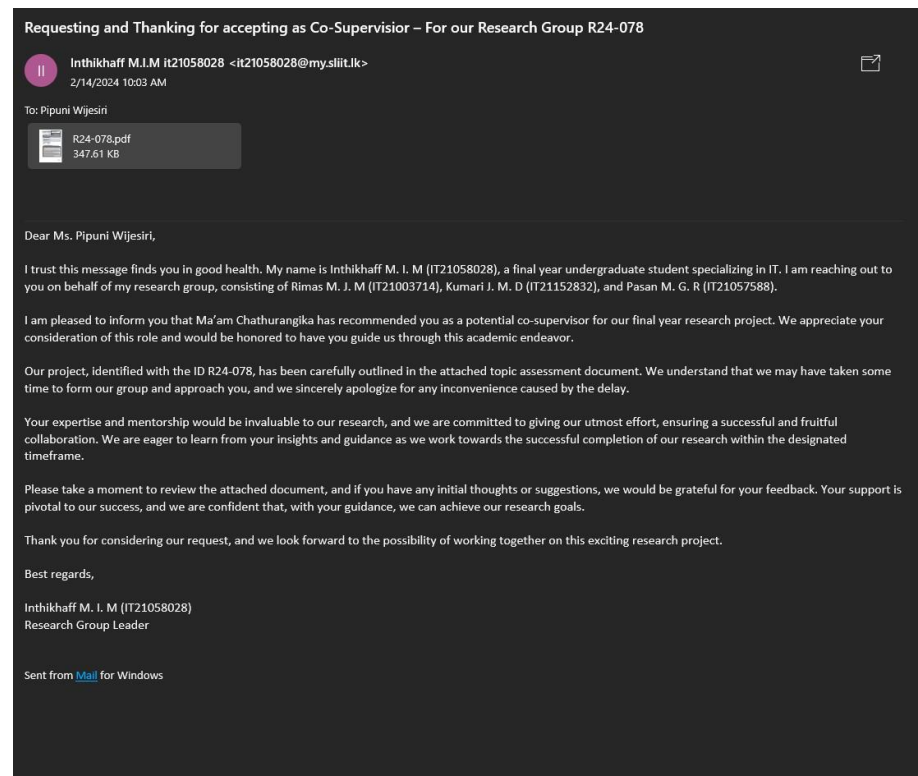 Requesting and Thanking for accepting as Co-Supervisior – For our Research Group R24-078
II
Inthikhaff M.I.M it21058028 <it21058028@my.sliit.lk>
2/14/2024 10:03 AM
To: Pipuni Wijesiri
R24-078.pdf
347.61 KB
Dear Ms. Pipuni Wijesiri,
I trust this message finds you in good health. My name is Inthikhaff M. I. M (IT21058028), a final year undergraduate student specializing in IT. I am reaching out to
you on behalf of my research group, consisting of Rimas M. J. M (IT21003714), Kumari J. M. D (IT21152832), and Pasan M. G. R (IT21057588).
I am pleased to inform you that Ma’am Chathurangika has recommended you as a potential co-supervisor for our final year research project. We appreciate your
consideration of this role and would be honored to have you guide us through this academic endeavor.
Our project, identified with the ID R24-078, has been carefully outlined in the attached topic assessment document. We understand that we may have taken some
time to form our group and approach you, and we sincerely apologize for any inconvenience caused by the delay.
Your expertise and mentorship would be invaluable to our research, and we are committed to giving our utmost effort, ensuring a successful and fruitful
collaboration. We are eager to learn from your insights and guidance as we work towards the successful completion of our research within the designated
timeframe.
Please take a moment to review the attached document, and if you have any initial thoughts or suggestions, we would be grateful for your feedback. Your support is
pivotal to our success, and we are confident that, with your guidance, we can achieve our research goals.
Thank you for considering our request, and we look forward to the possibility of working together on this exciting research project.
Best regards,
Inthikhaff M. I. M (IT21058028)
Research Group Leader
Sent from Mail for Windows